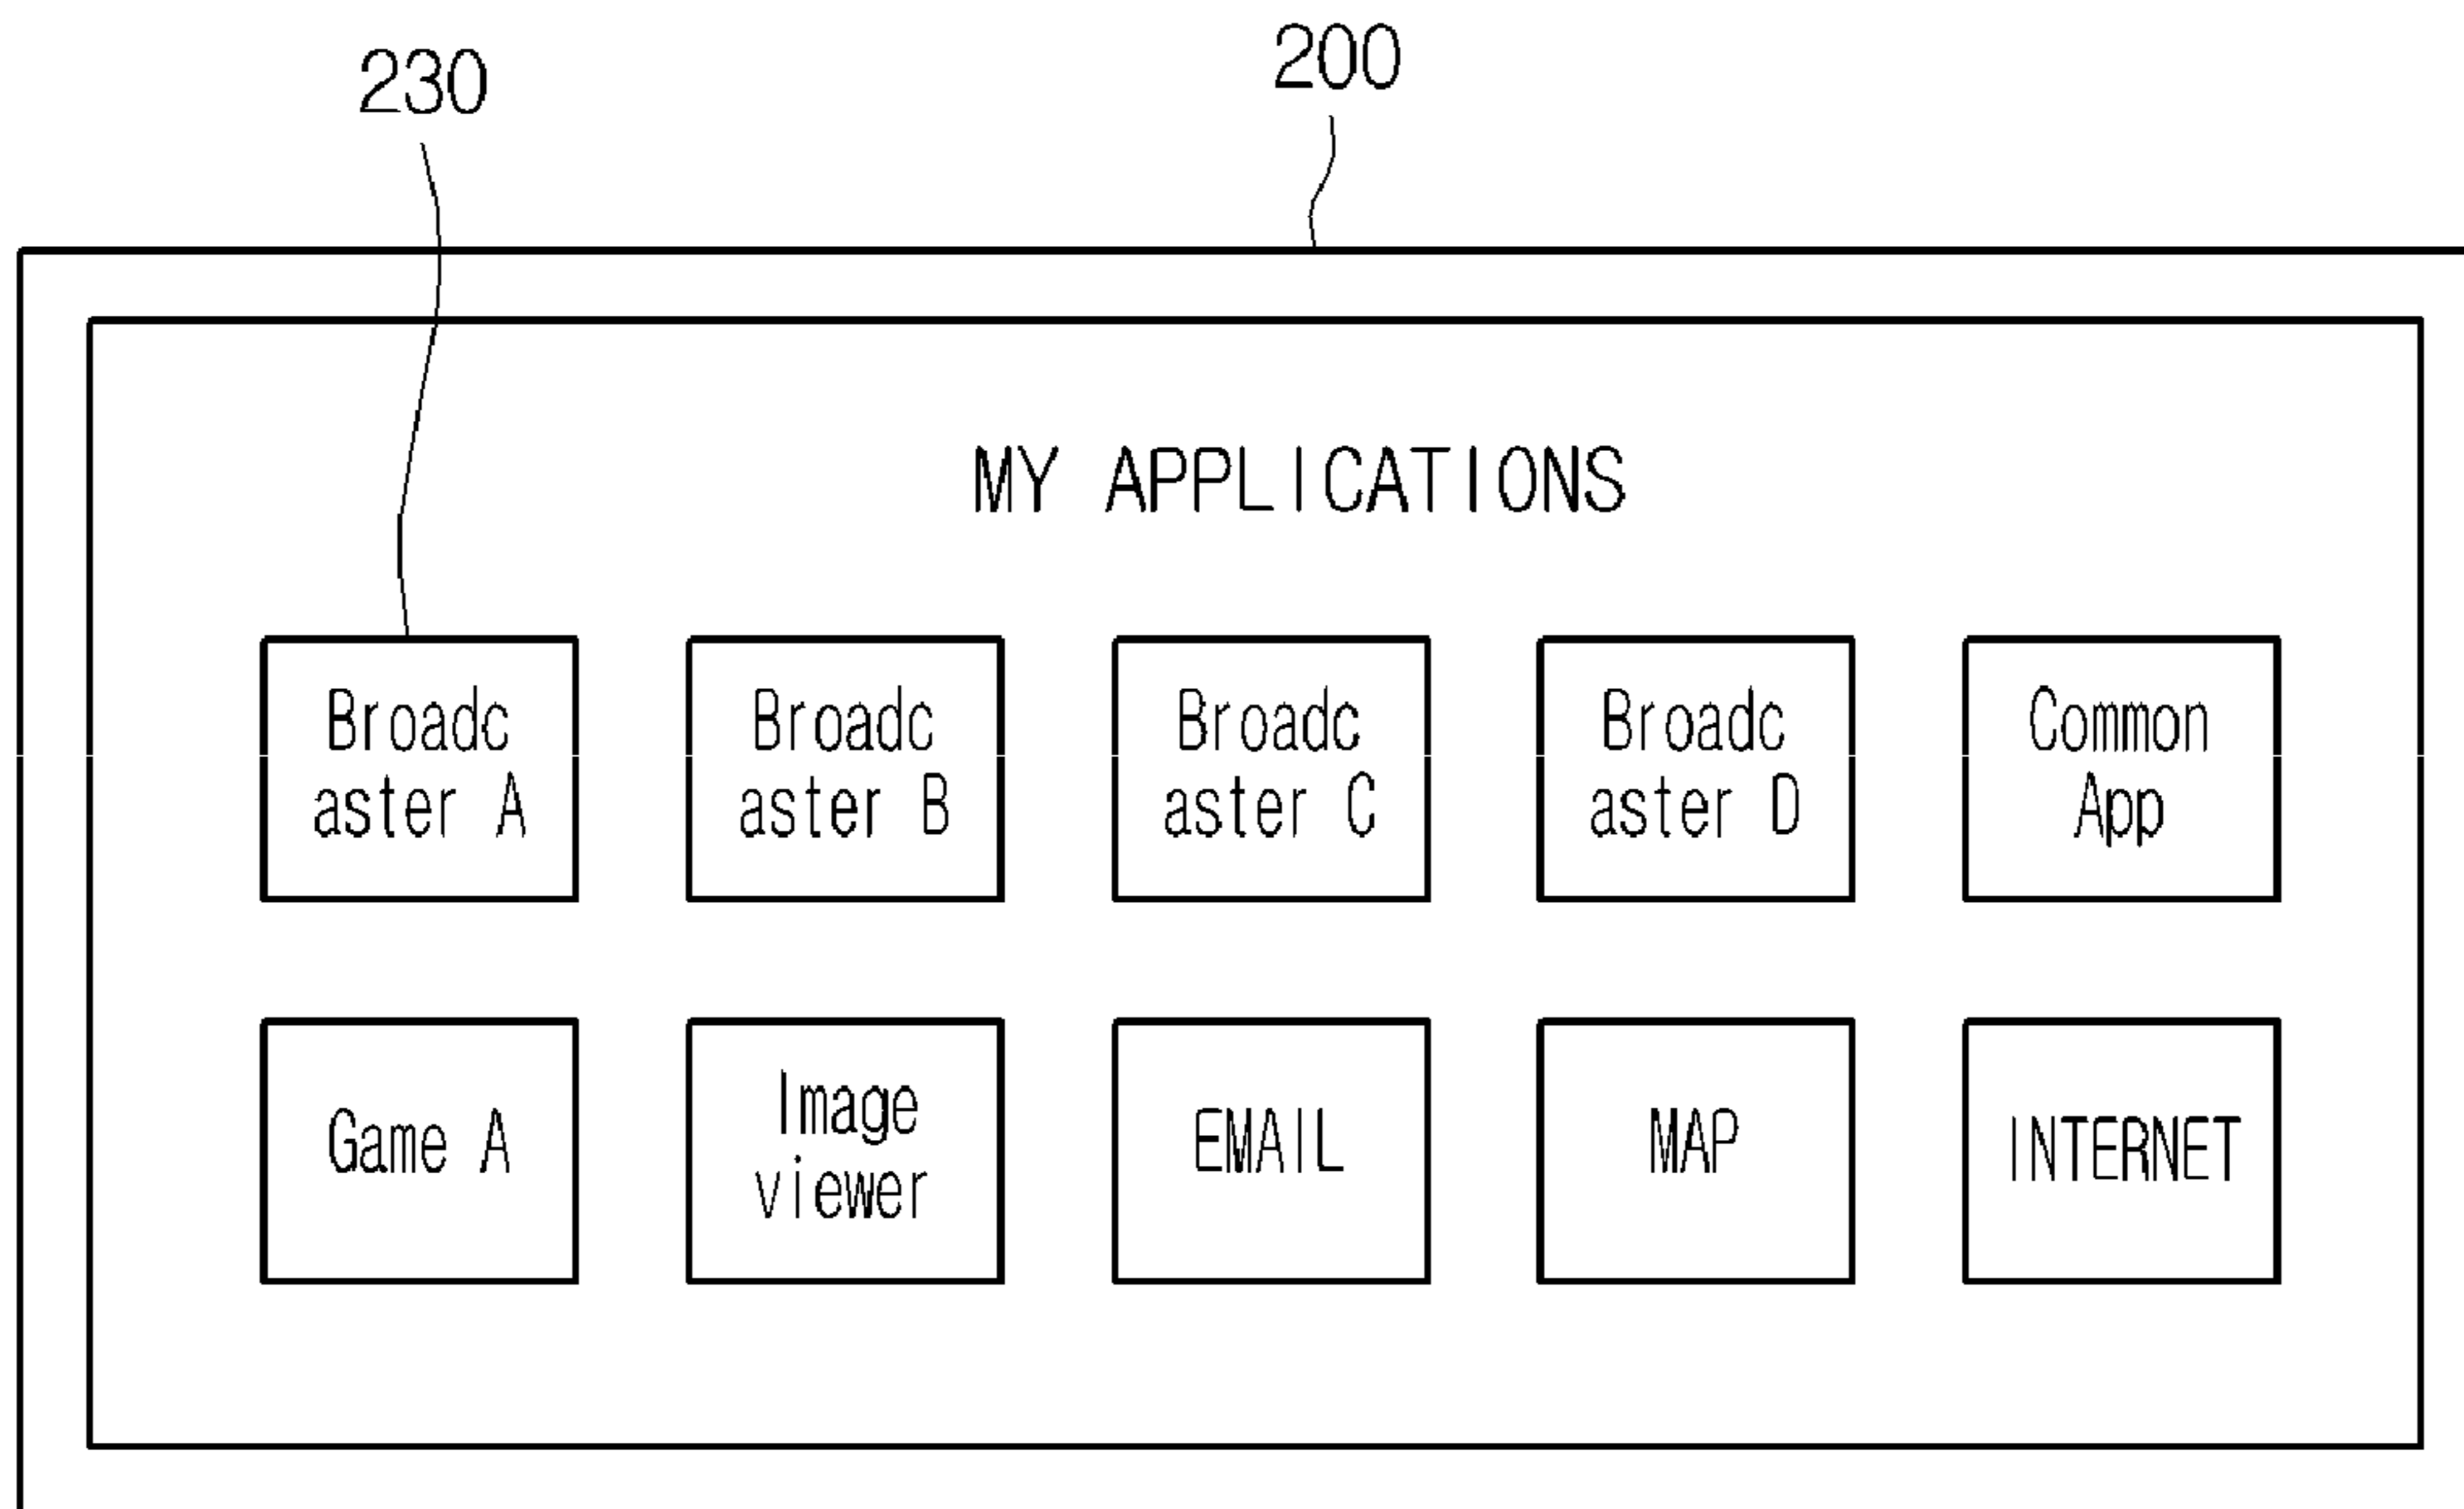 230
200
MY APPLICATIONS
Broadc
aster A
Broadc
aster B
Broadc
aster C
Broadc
aster D
Common
App
Game A
Image
viewer
EMAIL
MAP
INTERNET